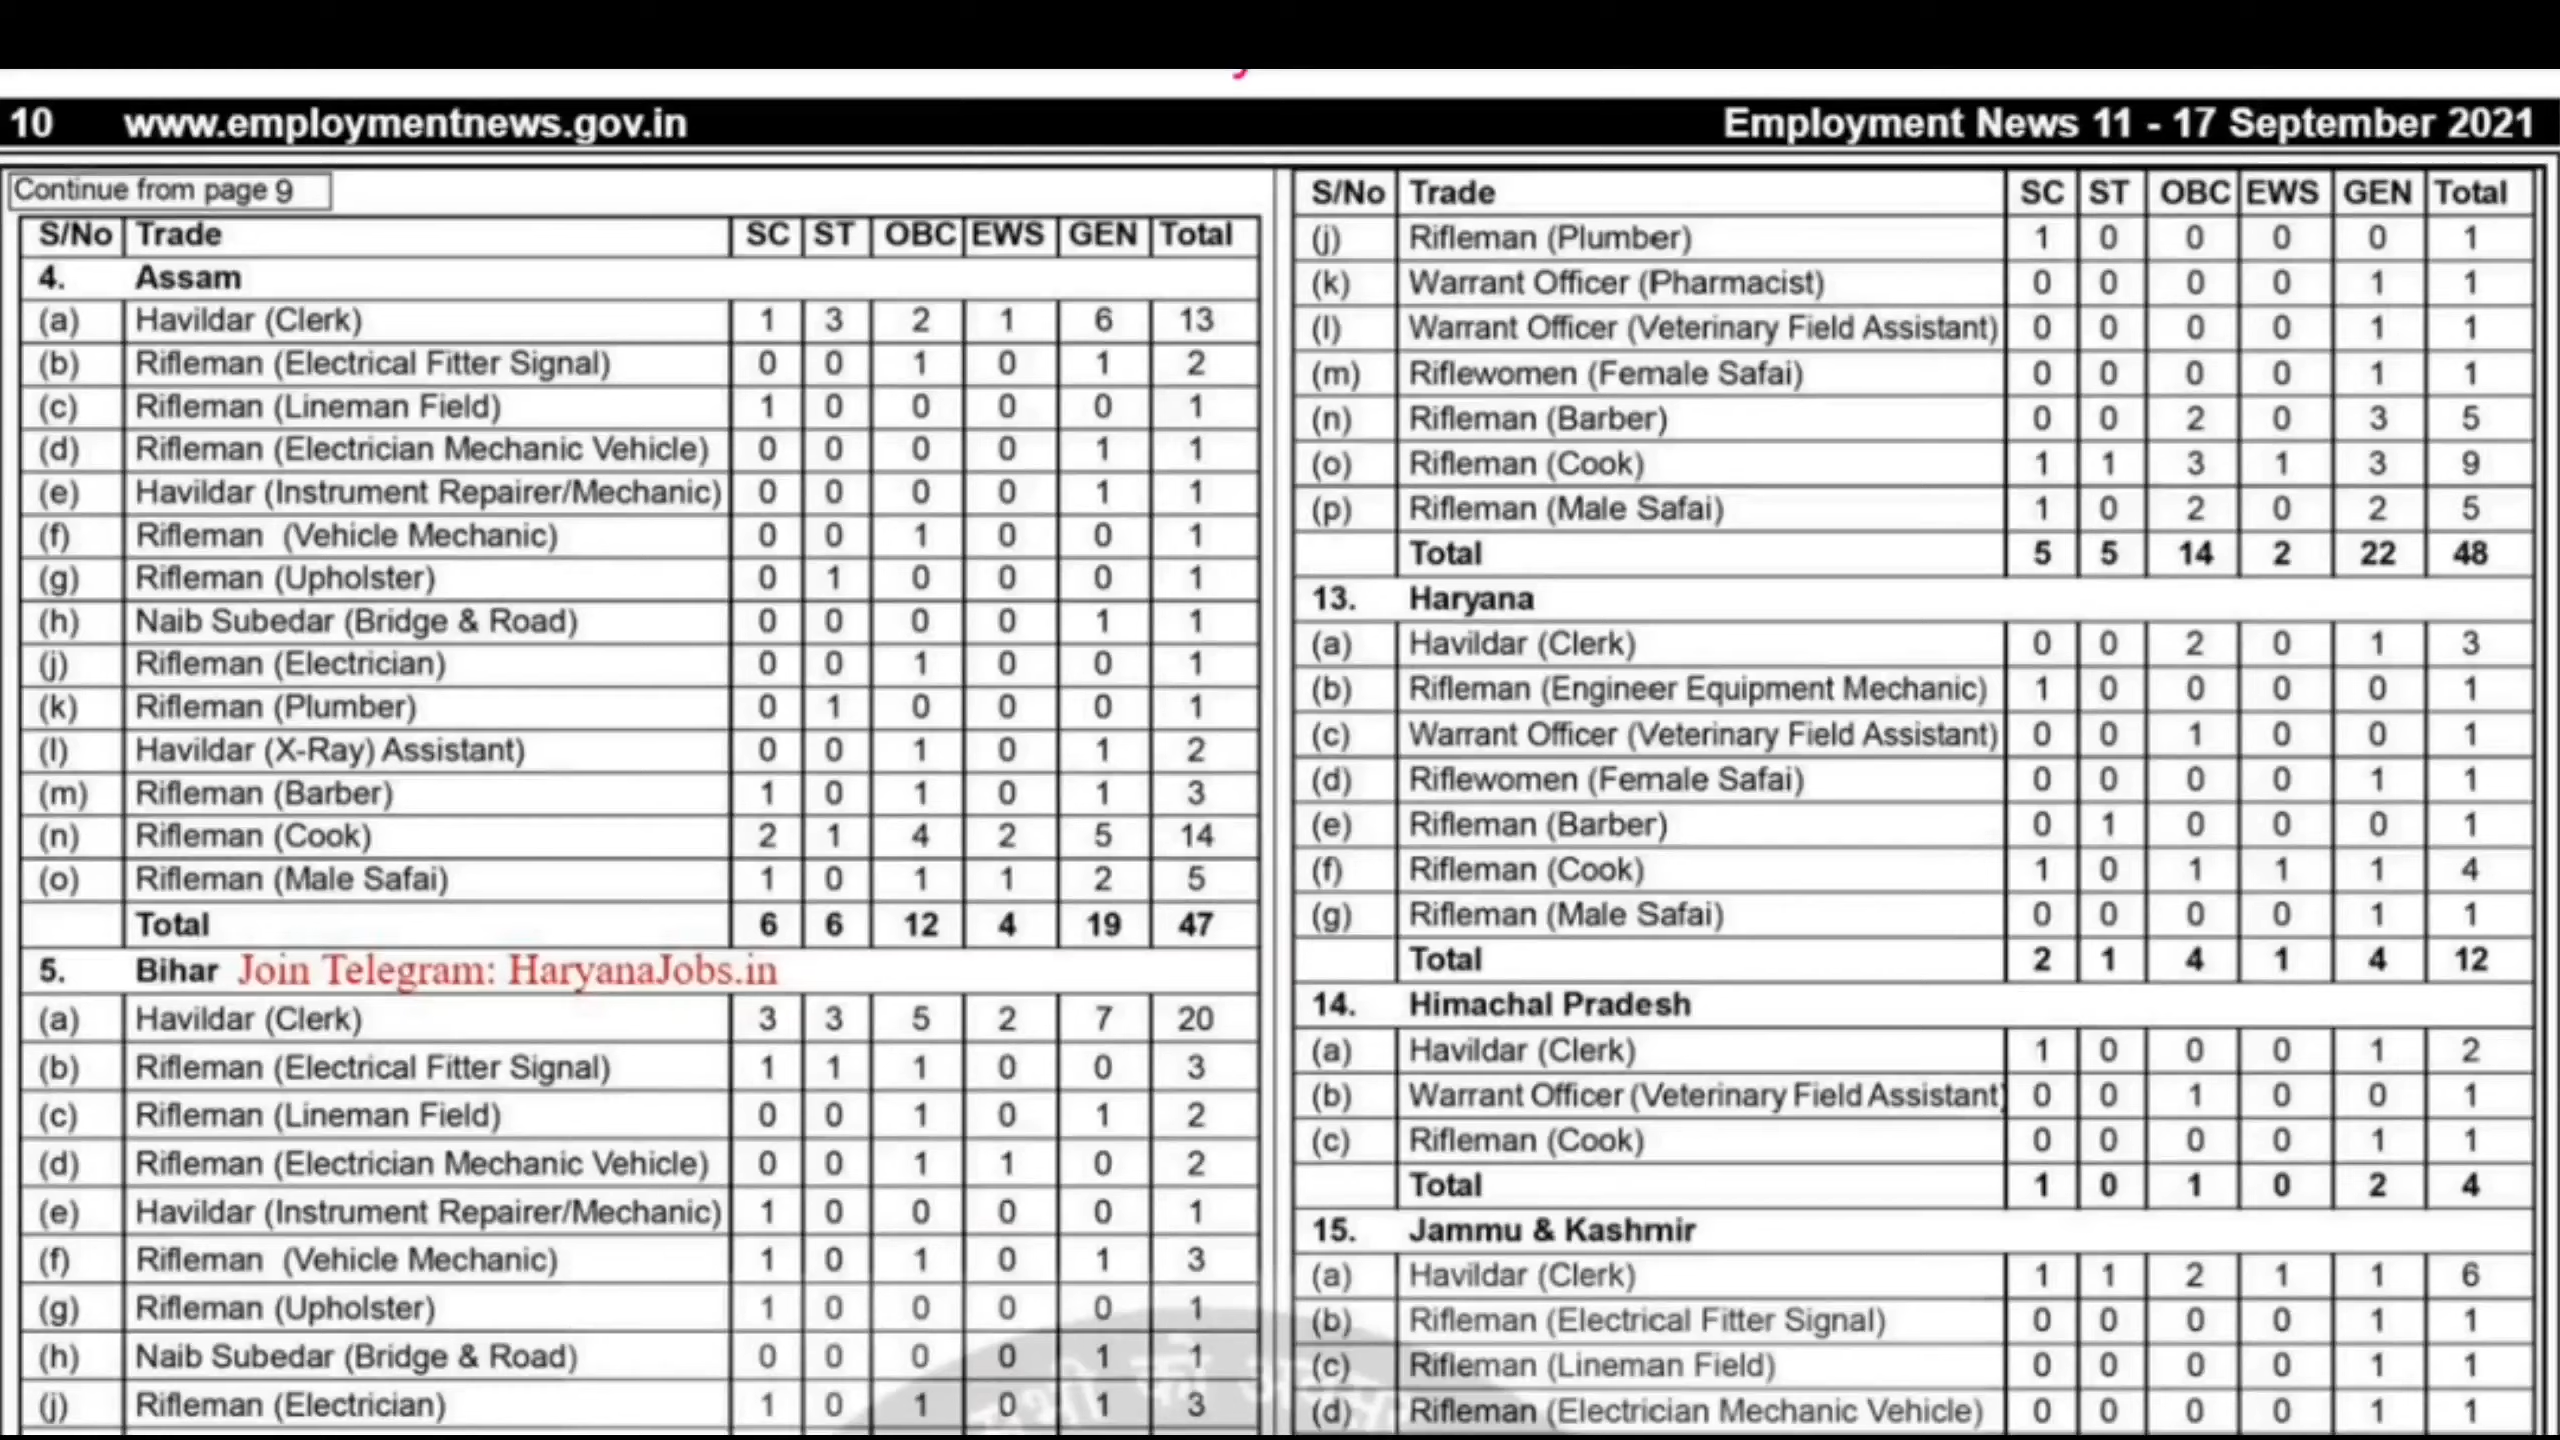 10 www.employmentnews.gov.in Employment News 11 - 17 September 2021
Continue from page 9
S/No Trade SC ST OBC EWS GEN Total
4. Assam
(a) Havildar (Clerk) 1 3 2 1 6 13
(b) Rifleman (Electrical Fitter Signal) 0 0 1 0 1 2
(c) Rifleman (Lineman Field) 1 0 0 0 0 1
(d) Rifleman (Electrician Mechanic Vehicle) 0 0 0 0 1 1
(e) Havildar (Instrument Repairer/Mechanic) 0 0 0 0 1 1
(f) Rifleman (Vehicle Mechanic) 0 0 1 0 0 1
(g) Rifleman (Upholster) 0 1 0 0 0 1
(h) Naib Subedar (Bridge & Road) 0 0 0 0 1 1
(j) Rifleman (Electrician) 0 0 1 0 0 1
(k) Rifleman (Plumber) 0 1 0 0 0 1
(l) Havildar (X-Ray) Assistant) 0 0 1 0 1 2
(m) Rifleman (Barber) 1 0 1 0 1 3
(n) Rifleman (Cook) 2 1 4 2 5 14
(o) Rifleman (Male Safai) 1 0 1 1 2 5
Total 6 6 12 4 19 47
5. Bihar Join Telegram: HaryanaJobs.in
(a) Havildar (Clerk) 3 3 5 2 7 20
(b) Rifleman (Electrical Fitter Signal) 1 1 1 0 0 3
(c) Rifleman (Lineman Field) 0 0 1 0 1 2
(d) Rifleman (Electrician Mechanic Vehicle) 0 0 1 1 0 2
(e) Havildar (Instrument Repairer/Mechanic) 1 0 0 0 0 1
(f) Rifleman (Vehicle Mechanic) 1 0 1 0 1 3
(g) Rifleman (Upholster) 1 0 0 0 0 1
(h) Naib Subedar (Bridge & Road) 0 0 0 0 1 1
(j) Rifleman (Electrician) 1 0 1 0 1 3
S/No Trade SC ST OBC EWS GEN Total
(j) Rifleman (Plumber) 1 0 0 0 0 1
(k) Warrant Officer (Pharmacist) 0 0 0 0 1 1
(l) Warrant Officer (Veterinary Field Assistant) 0 0 0 0 1 1
(m) Riflewomen (Female Safai) 0 0 0 0 1 1
(n) Rifleman (Barber) 0 0 2 0 3 5
(o) Rifleman (Cook) 1 1 3 1 3 9
(p) Rifleman (Male Safai) 1 0 2 0 2 5
Total 5 5 14 2 22 48
13. Haryana
(a) Havildar (Clerk) 0 0 2 0 1 3
(b) Rifleman (Engineer Equipment Mechanic) 1 0 0 0 0 1
(c) Warrant Officer (Veterinary Field Assistant) 0 0 1 0 0 1
(d) Riflewomen (Female Safai) 0 0 0 0 1 1
(e) Rifleman (Barber) 0 1 0 0 0 1
(f) Rifleman (Cook) 1 0 1 1 1 4
(g) Rifleman (Male Safai) 0 0 0 0 1 1
Total 2 1 4 1 4 12
14. Himachal Pradesh
(a) Havildar (Clerk) 1 0 0 0 1 2
(b) Warrant Officer (Veterinary Field Assistant) 0 0 1 0 0 1
(c) Rifleman (Cook) 0 0 0 0 1 1
Total 1 0 1 0 2 4
15. Jammu & Kashmir
(a) Havildar (Clerk) 1 1 2 1 1 6
(b) Rifleman (Electrical Fitter Signal) 0 0 0 0 1 1
(c) Rifleman (Lineman Field) 0 0 0 0 1 1
(d) Rifleman (Electrician Mechanic Vehicle) 0 0 0 0 1 1